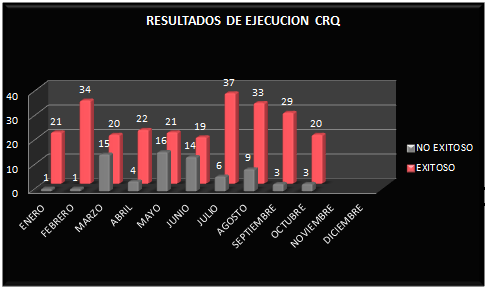 RESULTADOS DE EJECUCION CRQ
40
30
20
10
0
21
34
20
22
21
19
37
33
29
20
1
1
15
4
16
14
6
9
3
3
ENERO
FEBRERO
MARZO
ABRIL
MAYO
JUNIO
JULIO
AGOSTO
SEPTIEMBRE
OCTUBRE
NOVIEMBRE
DICIEMBRE
NO EXITOSO
EXITOSO